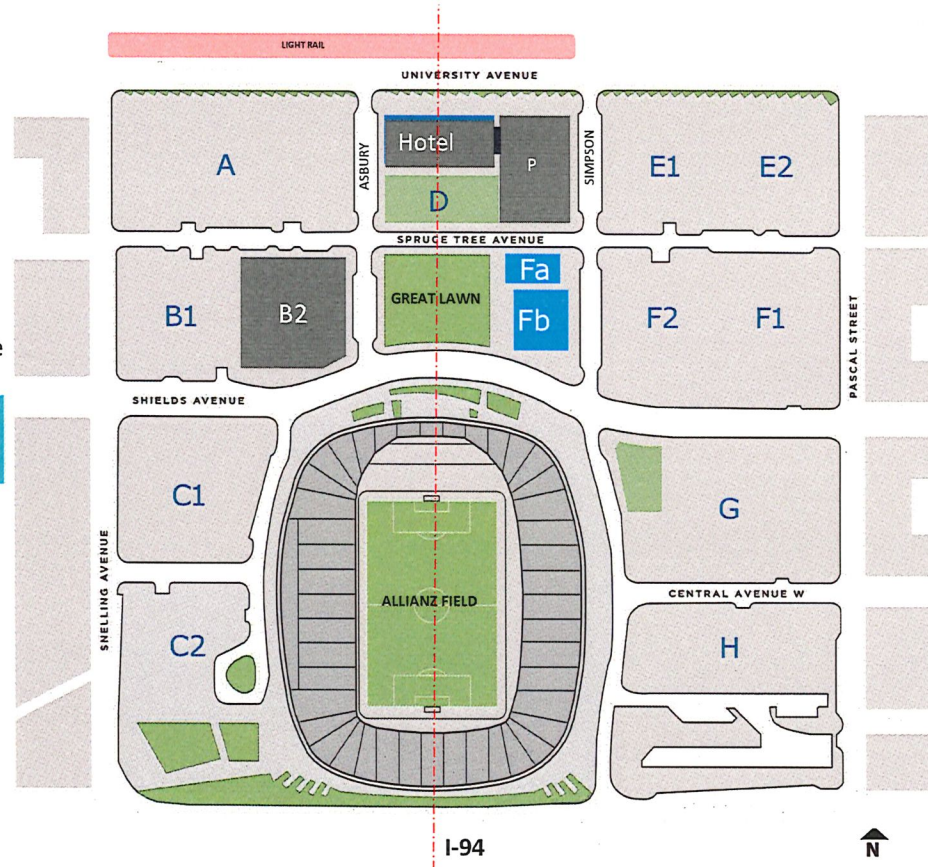 LIGHT RAIL
UNIVERSITY AVENUE
A
ASBURY
Hotel
P
D
SIMPSON
E1
E2
SPRUCE TREE AVENUE
B1
B2
GREAT LAWN
Fa
Fb
F2
F1
PASCAL STREET
e
SHIELDS AVENUE
C1
SNELLING AVENUE
C2
ALLIANZ FIELD
G
CENTRAL AVENUE W
H
I-94
N